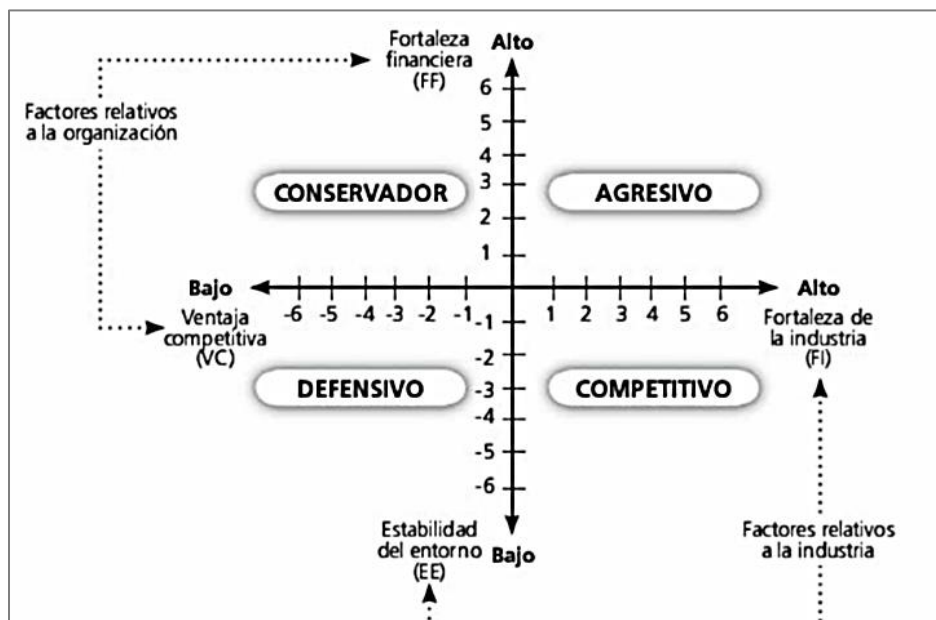 Fortaleza
financiera
(FF)
Alto
Factores relativos
a la organización
6
5
4
3
2
1
CONSERVADOR
AGRESIVO
Bajo
Alto
-6 -5 -4 -3 -2 -1
1 2 3 4 5 6
Ventaja
competitiva
(VC)
Fortaleza de
la industria
(FI)
-1
-2
-3
-4
-5
-6
DEFENSIVO
COMPETITIVO
Estabilidad
del entorno
(EE)
Bajo
Factores relativos
a la industria